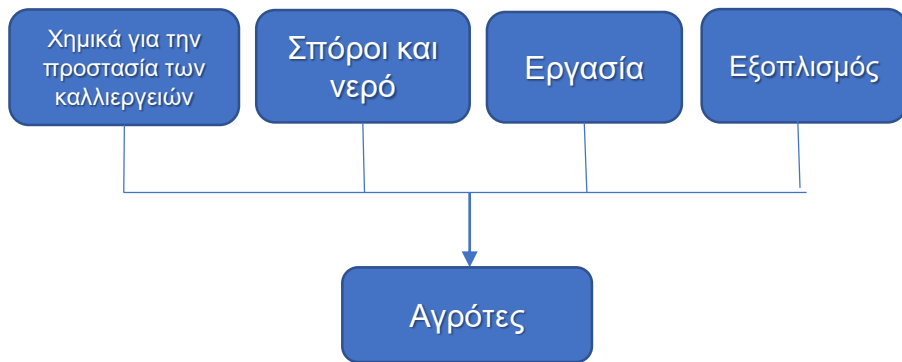 Χημικά για την
προστασία των
καλλιεργειών
Σπόροι και
νερό
Εργασία
Εξοπλισμός
Αγρότες